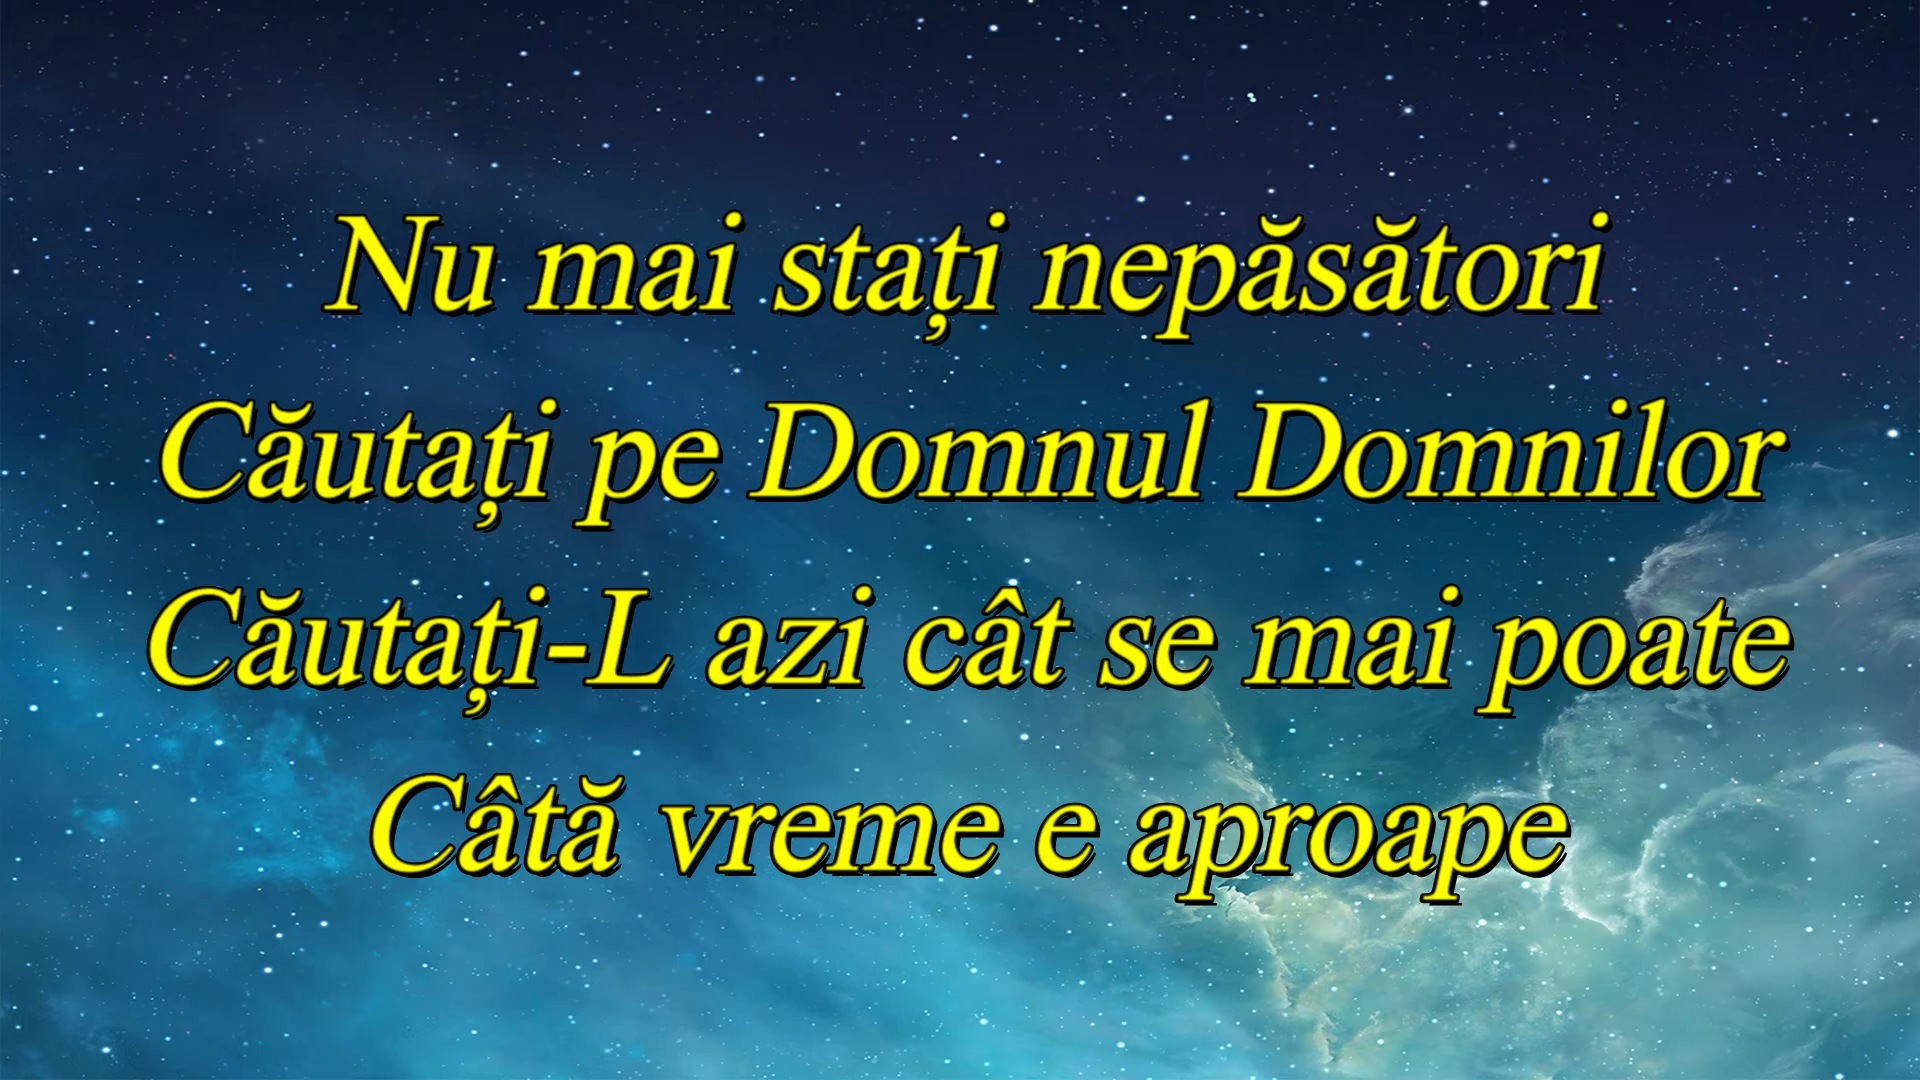 Nu mai stați nepăsători
Căutați pe Domnul Domnilor
Căutați-L azi cât se mai poate
Câtă vreme e aproape